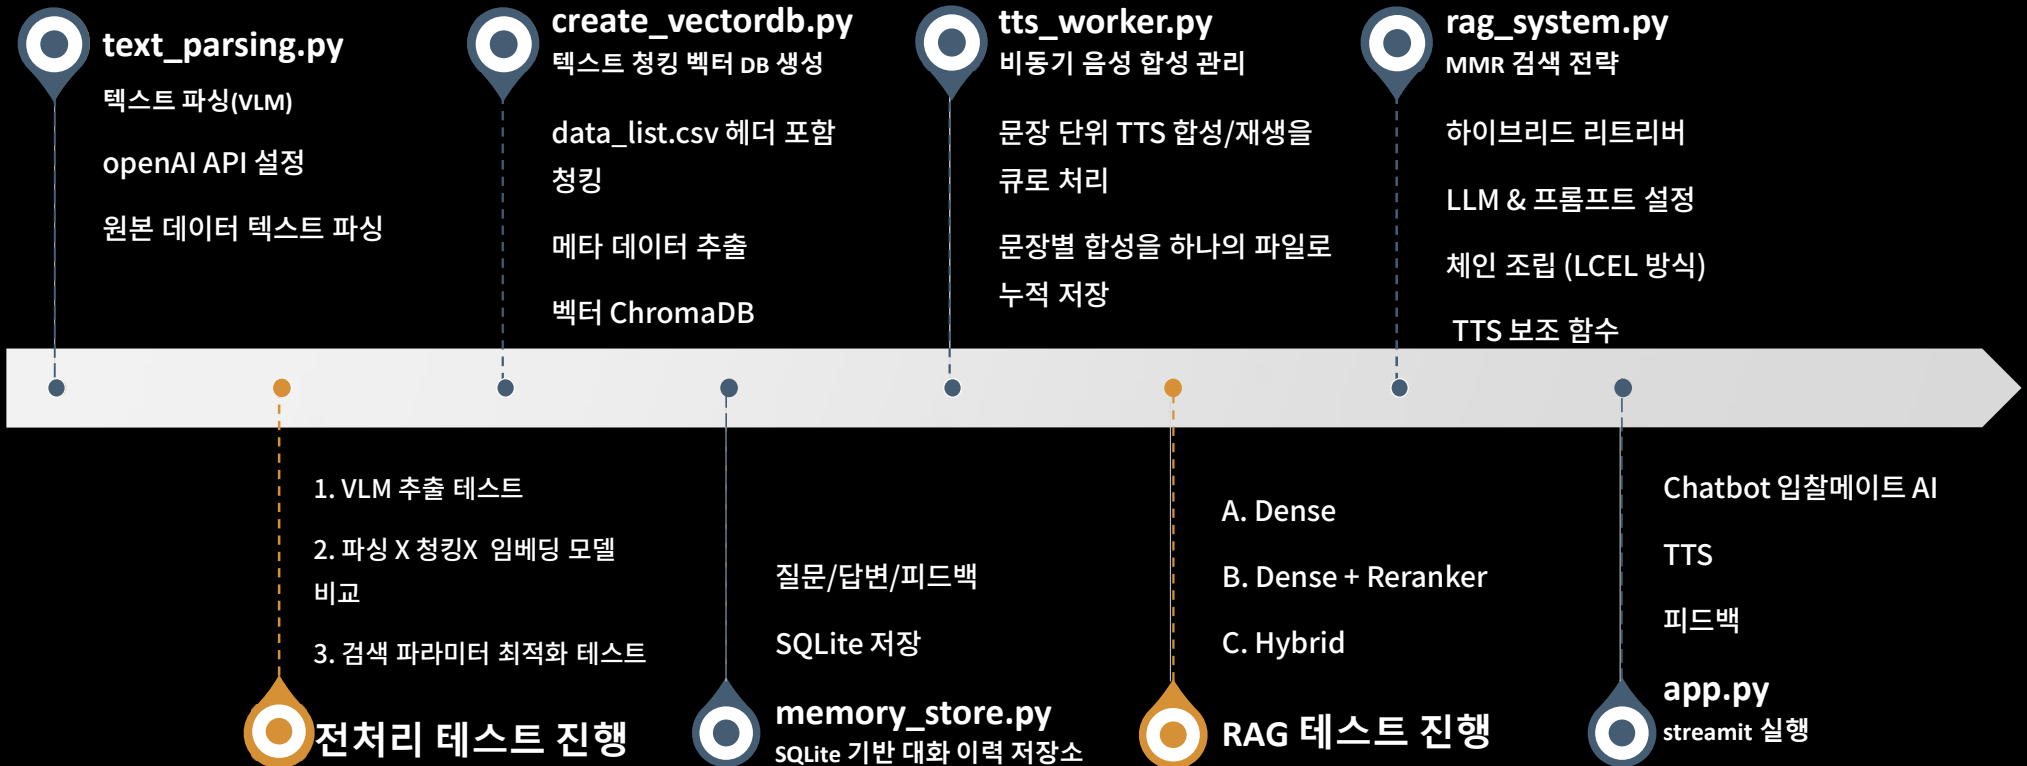 text_parsing.py
텍스트 파싱(VLM)
openAI API 설정
원본 데이터 텍스트 파싱
create_vectordb.py
텍스트 청킹 벡터 DB 생성
data_list.csv 헤더 포함
청킹
메타 데이터 추출
벡터 ChromaDB
tts_worker.py
비동기 음성 합성 관리
문장 단위 TTS 합성/재생을
큐로 처리
문장별 합성을 하나의 파일로
누적 저장
rag_system.py
MMR 검색 전략
하이브리드 리트리버
LLM & 프롬프트 설정
체인 조립 (LCEL 방식)
TTS 보조 함수
1. VLM 추출 테스트
2. 파싱 X 청킹X 임베딩 모델
비교
3. 검색 파라미터 최적화 테스트
전처리 테스트 진행
질문/답변/피드백
SQLite 저장
memory_store.py
SQLite 기반 대화 이력 저장소
A. Dense
B. Dense + Reranker
C. Hybrid
RAG 테스트 진행
Chatbot 입찰메이트 AI
TTS
피드백
app.py
streamit 실행